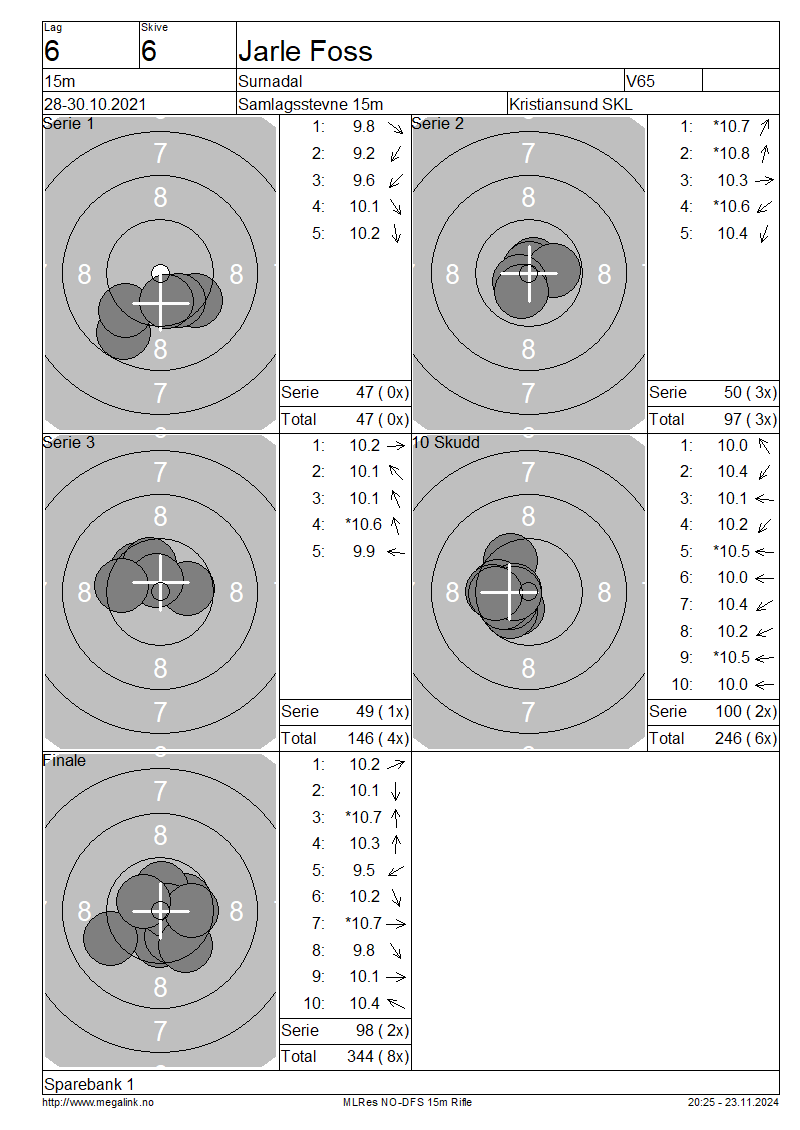 Lag
6
Skive
6
Jarle Foss
15m
Surnadal
V65
28-30.10.2021
Samlagsstevne 15m
Kristiansund SKL
Serie 1
7
8
8 8
8
7
1: 9.8
2: 9.2
3: 9.6
4: 10.1
5: 10.2
Serie 47 ( 0x)
Total 47 ( 0x)
Serie 2
7
8
8 8
8
7
1: *10.7
2: *10.8
3: 10.3
4: *10.6
5: 10.4
Serie 50 ( 3x)
Total 97 ( 3x)
Serie 3
7
8
8 8
8
7
1: 10.2
2: 10.1
3: 10.1
4: *10.6
5: 9.9
Serie 49 ( 1x)
Total 146 ( 4x)
10 Skudd
7
8
8 8
8
7
1: 10.0
2: 10.4
3: 10.1
4: 10.2
5: *10.5
6: 10.0
7: 10.4
8: 10.2
9: *10.5
10: 10.0
Serie 100 ( 2x)
Total 246 ( 6x)
Finale
7
8
8 8
8
7
1: 10.2
2: 10.1
3: *10.7
4: 10.3
5: 9.5
6: 10.2
7: *10.7
8: 9.8
9: 10.1
10: 10.4
Serie 98 ( 2x)
Total 344 ( 8x)
Sparebank 1
http://www.megalink.no
MLRes NO-DFS 15m Rifle
20:25 - 23.11.2024